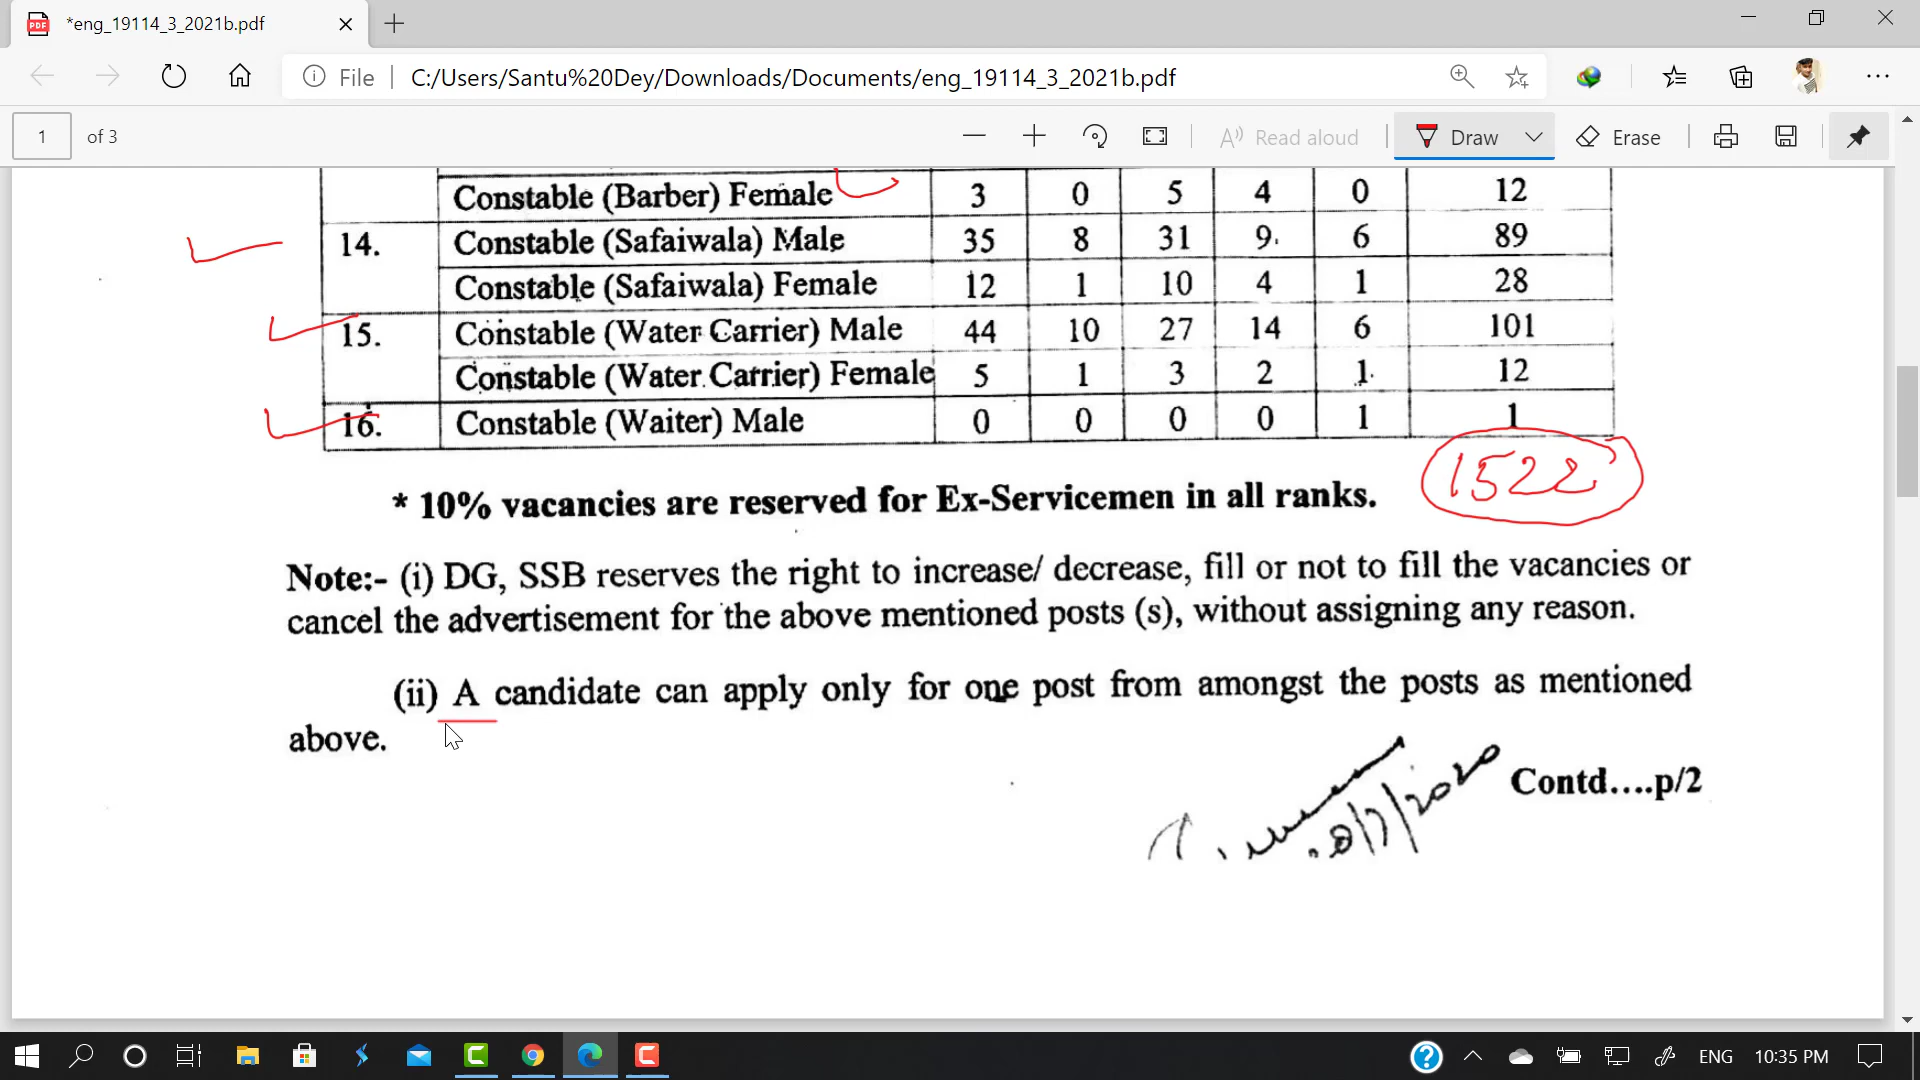 *eng_19114_3_2021b.pdf
File C:/Users/Santu%20Dey/Downloads/Documents/eng_19114_3_2021b.pdf
1 of 3 Read aloud Draw Erase
Constable (Barber) Female 3 0 5 4 0 12
14. Constable (Safaiwala) Male 35 8 31 9 6 89
Constable (Safaiwala) Female 12 1 10 4 1 28
15. Constable (Water Carrier) Male 44 10 27 14 6 101
Constable (Water Carrier) Female 5 1 3 2 1 12
16. Constable (Waiter) Male 0 0 0 0 1 1
1522
* 10% vacancies are reserved for Ex-Servicemen in all ranks.
Note:- (i) DG, SSB reserves the right to increase/ decrease, fill or not to fill the vacancies or
cancel the advertisement for the above mentioned posts (s), without assigning any reason.
(ii) A candidate can apply only for one post from amongst the posts as mentioned
above.
Contd....p/2
ENG 10:35 PM